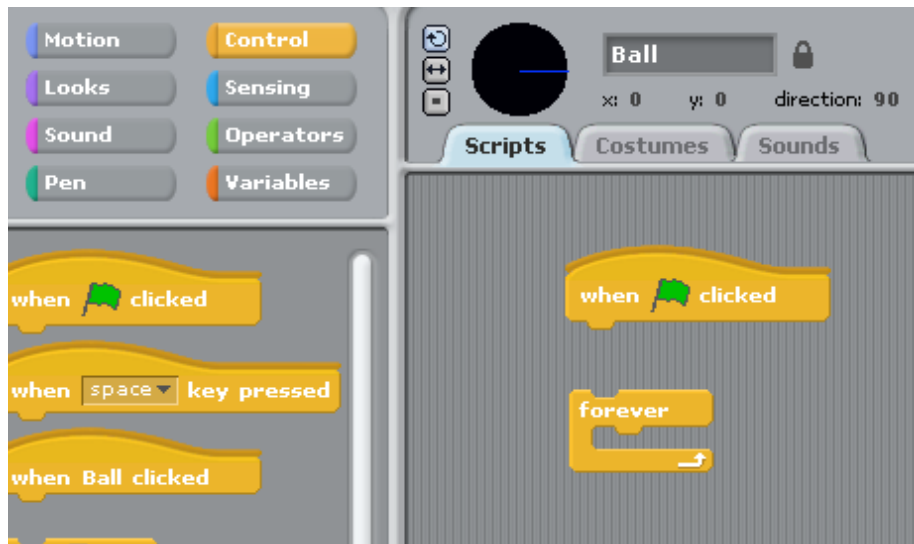 Motion
Control
Looks
Sensing
Sound
Operators
Pen
Variables
Ball
x: 0 y: 0 direction: 90
Scripts
Costumes
Sounds
when clicked
when space key pressed
when Ball clicked
when clicked
forever